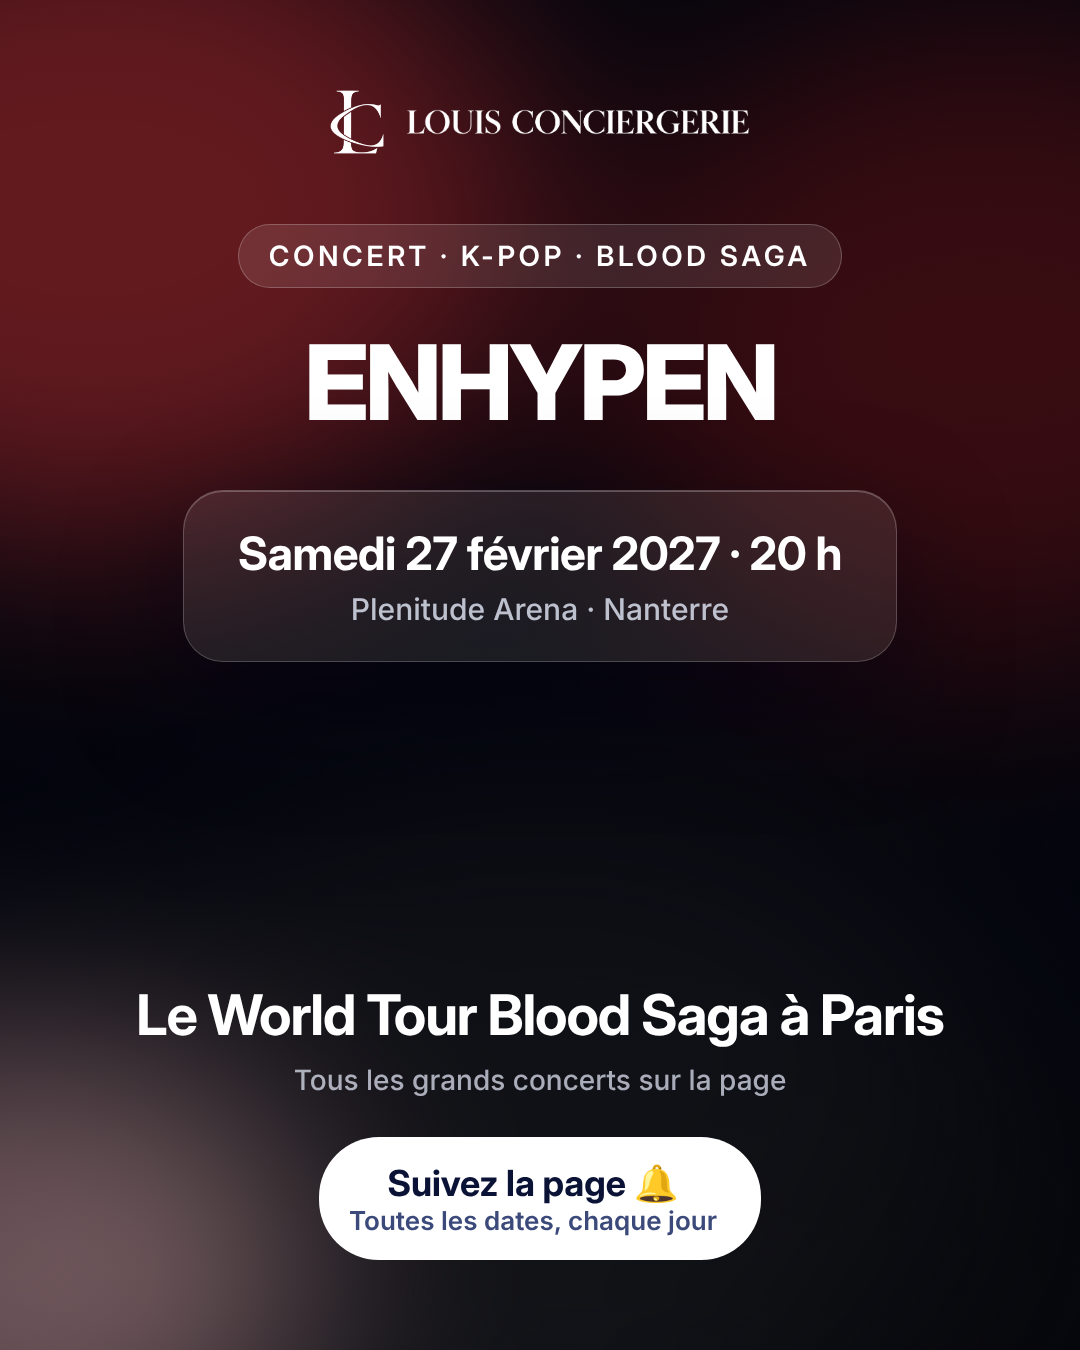 LC LOUIS CONCIERGERIE
CONCERT · K-POP · BLOOD SAGA
ENHYPEN
Samedi 27 février 2027 · 20 h
Plenitude Arena · Nanterre
Le World Tour Blood Saga à Paris
Tous les grands concerts sur la page
Suivez la page 🔔
Toutes les dates, chaque jour